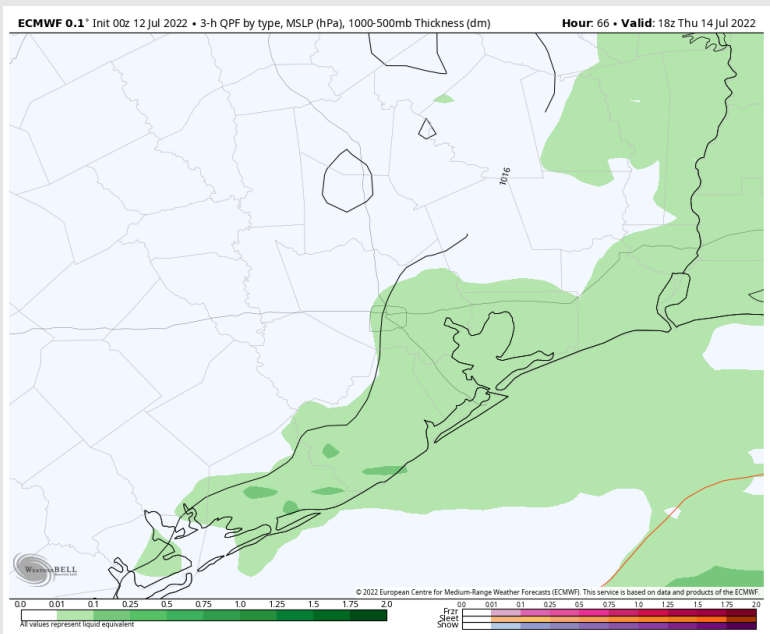 ECMWF 0.1° Init 00z 12 Jul 2022 • 3-h QPF by type, MSLP (hPa), 1000-500mb Thickness (dm)
Hour: 66 • Valid: 18z Thu 14 Jul 2022
1016
WeatherBELL
© 2022 European Centre for Medium-Range Weather Forecasts (ECMWF). This service is based on data and products of the ECMWF.
0.0 0.01 0.1 0.25 0.5 0.75 1.0 1.25 1.5 1.75 2.0
All values represent liquid equivalent
0.0 0.01 0.1 0.25 0.5 0.75 1.0 1.25 1.5 1.75 2.0
Frzr
Sleet
Snow